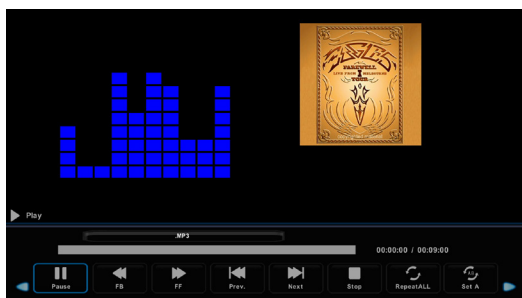 EAGLES
FAREWELL
I
LIVE FROM MELBOURNE
TOUR
Play
.MP3
00:00:00 / 00:09:00
Pause
FB
FF
Prev.
Next
Stop
RepeatALL
Set A